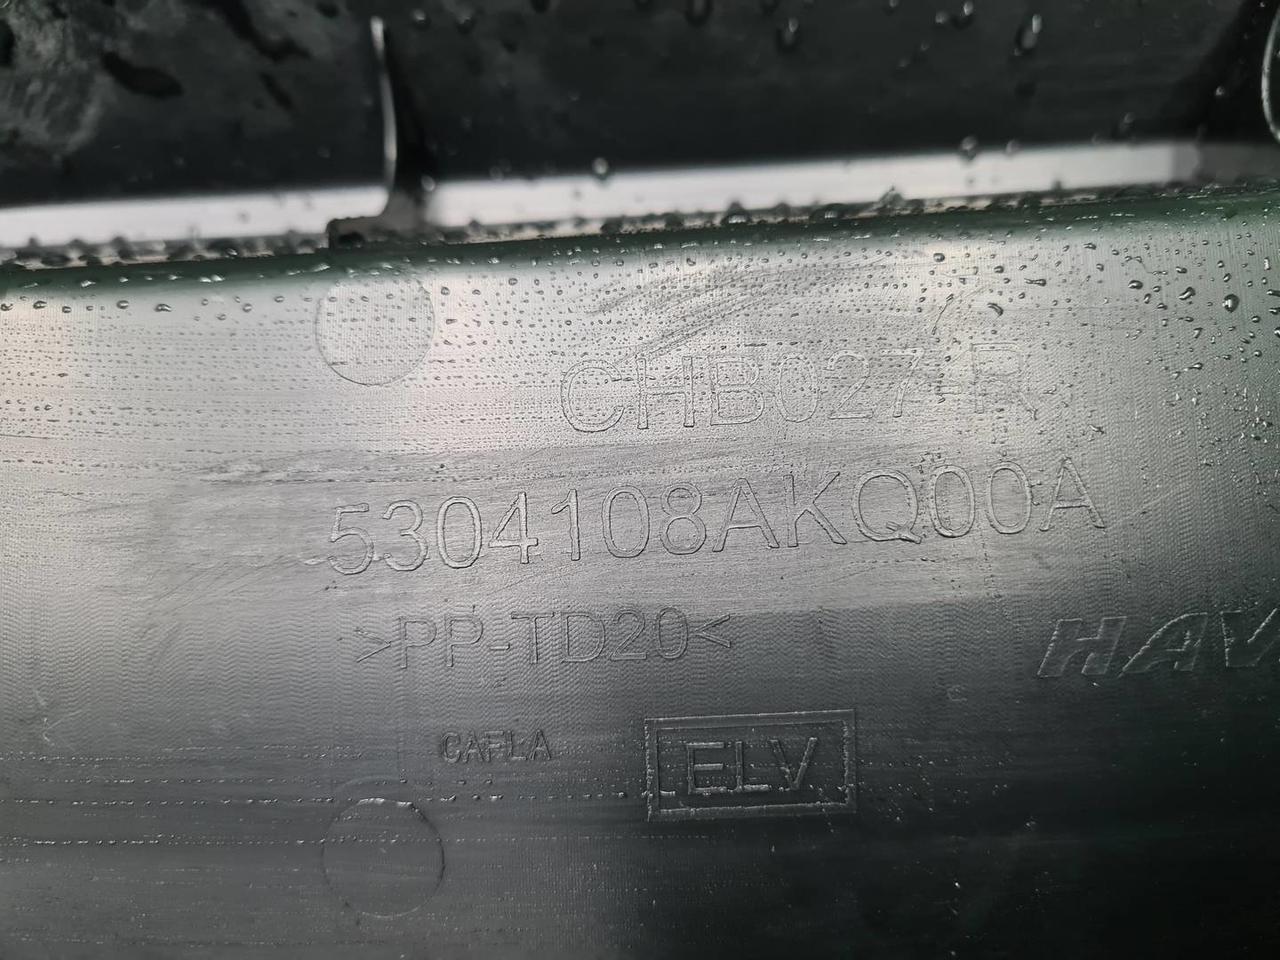 CHB027-R
5304108AKQ00A
>PP-TD20<
HAV
CAFLA
ELV